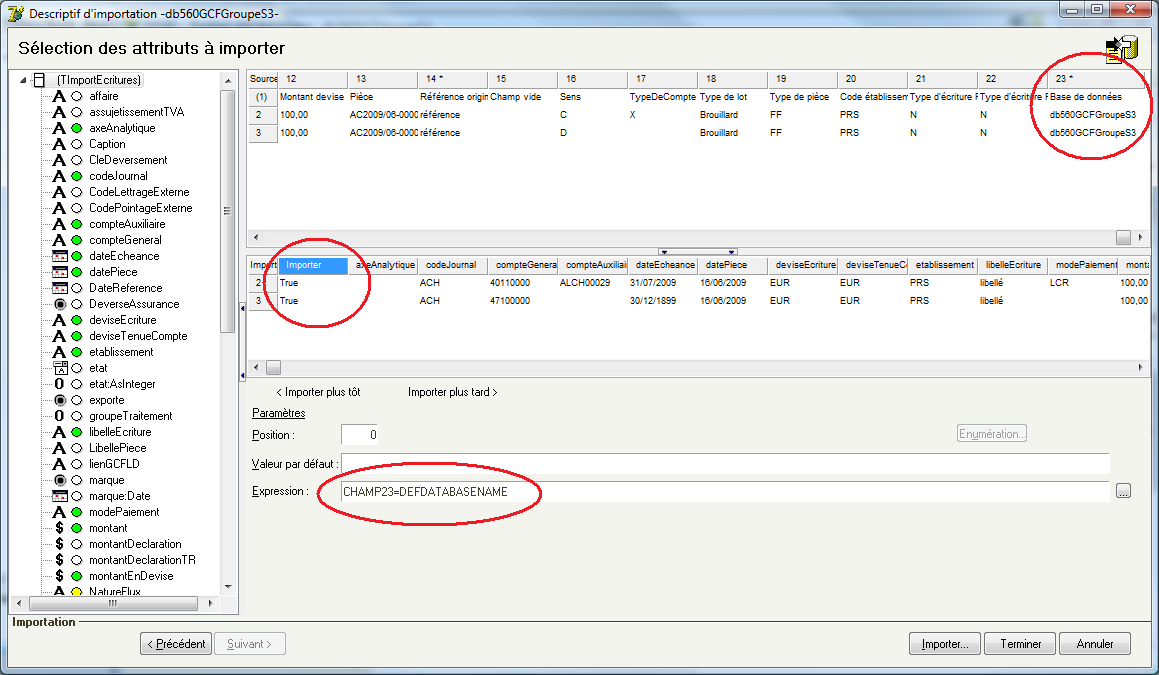 Descriptif d'importation -db560GCFGroupeS3-
Sélection des attributs à importer
(TImportEcritures)
affaire
assujetissementTVA
axeAnalytique
Caption
CleDeversement
codeJournal
CodeLettrageExterne
CodePointageExterne
compteAuxiliaire
compteGeneral
dateEcheance
datePiece
DateReference
DeverseAssurance
deviseEcriture
deviseTenueCompte
etablissement
etat
etat:AsInteger
exporte
groupeTraitement
libelleEcriture
LibellePiece
lienGCFLD
marque
marque:Date
modePaiement
montant
montantDeclaration
montantDeclarationTR
montantEnDevise
NatureFlux
Source 12 13 14 * 15 16 17 18 19 20 21 22 23 *
(1) Montant devise Pièce Référence origin Champ vide Sens TypeDeCompte Type de lot Type de pièce Code établissem Type d'écriture F Type d'écriture F Base de données
2 100,00 AC2009/06-0000 référence C X Brouillard FF PRS N N db560GCFGroupeS3
3 100,00 AC2009/06-0000 référence D Brouillard FF PRS N N db560GCFGroupeS3
Import Importer axeAnalytique codeJournal compteGenera compteAuxiliai dateEcheance datePiece deviseEcriture deviseTenueCo etablissement libelleEcriture modePaiement monta
2 True ACH 40110000 ALCH00029 31/07/2009 16/06/2009 EUR EUR PRS libellé LCR 100,00
3 True ACH 47100000 30/12/1899 16/06/2009 EUR EUR PRS libellé 100,00
< Importer plus tôt Importer plus tard >
Paramètres
Position : 0 Enumération...
Valeur par défaut :
Expression : CHAMP23=DEFDATABASENAME ...
Importation
< Précédent Suivant > Importer... Terminer Annuler